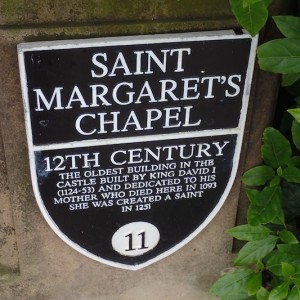 SAINT
MARGARET'S
CHAPEL
12TH CENTURY
THE OLDEST BUILDING IN THE
CASTLE BUILT BY KING DAVID I
(1124-53) AND DEDICATED TO HIS
MOTHER WHO DIED HERE IN 1093
SHE WAS CREATED A SAINT
IN 1251
11